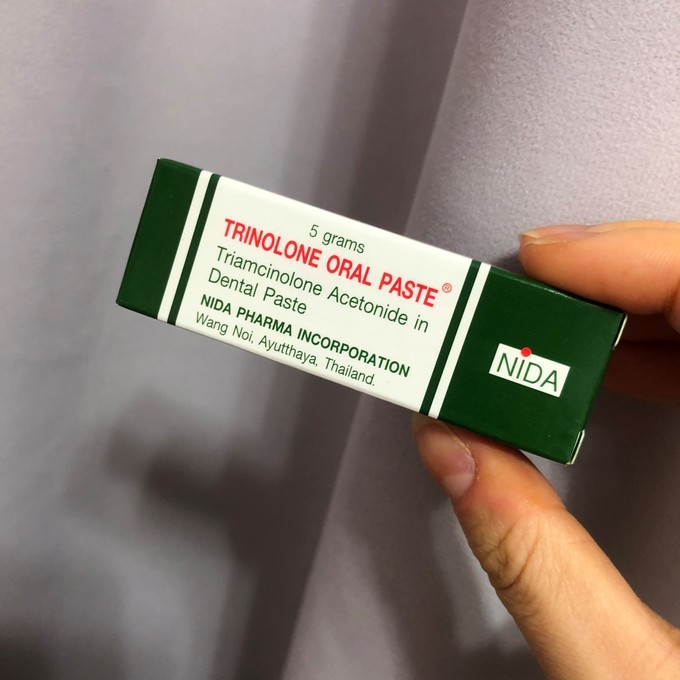 5 grams
TRINOLONE ORAL PASTE®
Triamcinolone Acetonide in
Dental Paste
NIDA PHARMA INCORPORATION
Wang Noi, Ayutthaya, Thailand.
NIDA